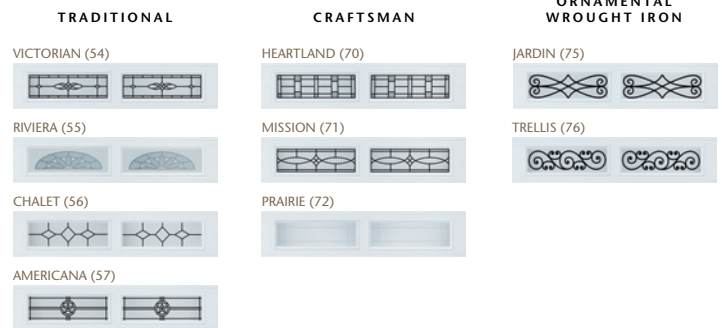 TRADITIONAL
VICTORIAN (54)
RIVIERA (55)
CHALET (56)
AMERICANA (57)
CRAFTSMAN
HEARTLAND (70)
MISSION (71)
PRAIRIE (72)
ORNAMENTAL
WROUGHT IRON
JARDIN (75)
TRELLIS (76)